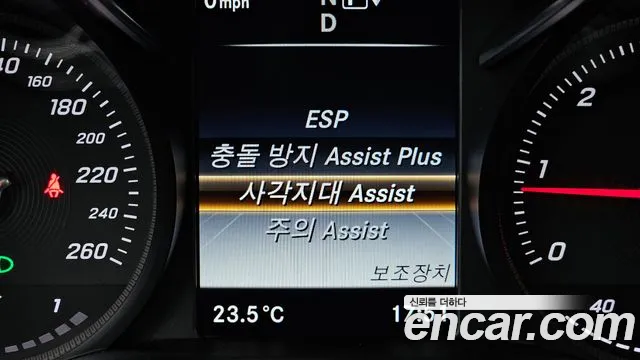 0mph
N
D
40
160
180
200
220
240
260
1
ESP
충돌 방지 Assist Plus
사각지대 Assist
주의 Assist
보조장치
23.5°C
2
1
0
40
신뢰를 더하다
encar.com